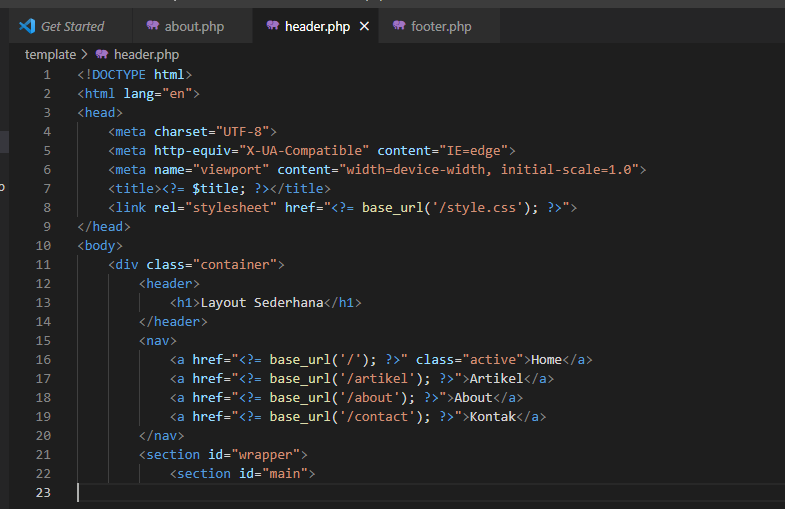 Get Started about.php header.php footer.php
template > header.php
1 <!DOCTYPE html>
2 <html lang="en">
3 <head>
4 <meta charset="UTF-8">
5 <meta http-equiv="X-UA-Compatible" content="IE=edge">
6 <meta name="viewport" content="width=device-width, initial-scale=1.0">
7 <title><?= $title; ?></title>
8 <link rel="stylesheet" href="<?= base_url('/style.css'); ?>">
9 </head>
10 <body>
11 <div class="container">
12 <header>
13 <h1>Layout Sederhana</h1>
14 </header>
15 <nav>
16 <a href="<?= base_url('/'); ?>" class="active">Home</a>
17 <a href="<?= base_url('/artikel'); ?>">Artikel</a>
18 <a href="<?= base_url('/about'); ?>">About</a>
19 <a href="<?= base_url('/contact'); ?>">Kontak</a>
20 </nav>
21 <section id="wrapper">
22 <section id="main">
23